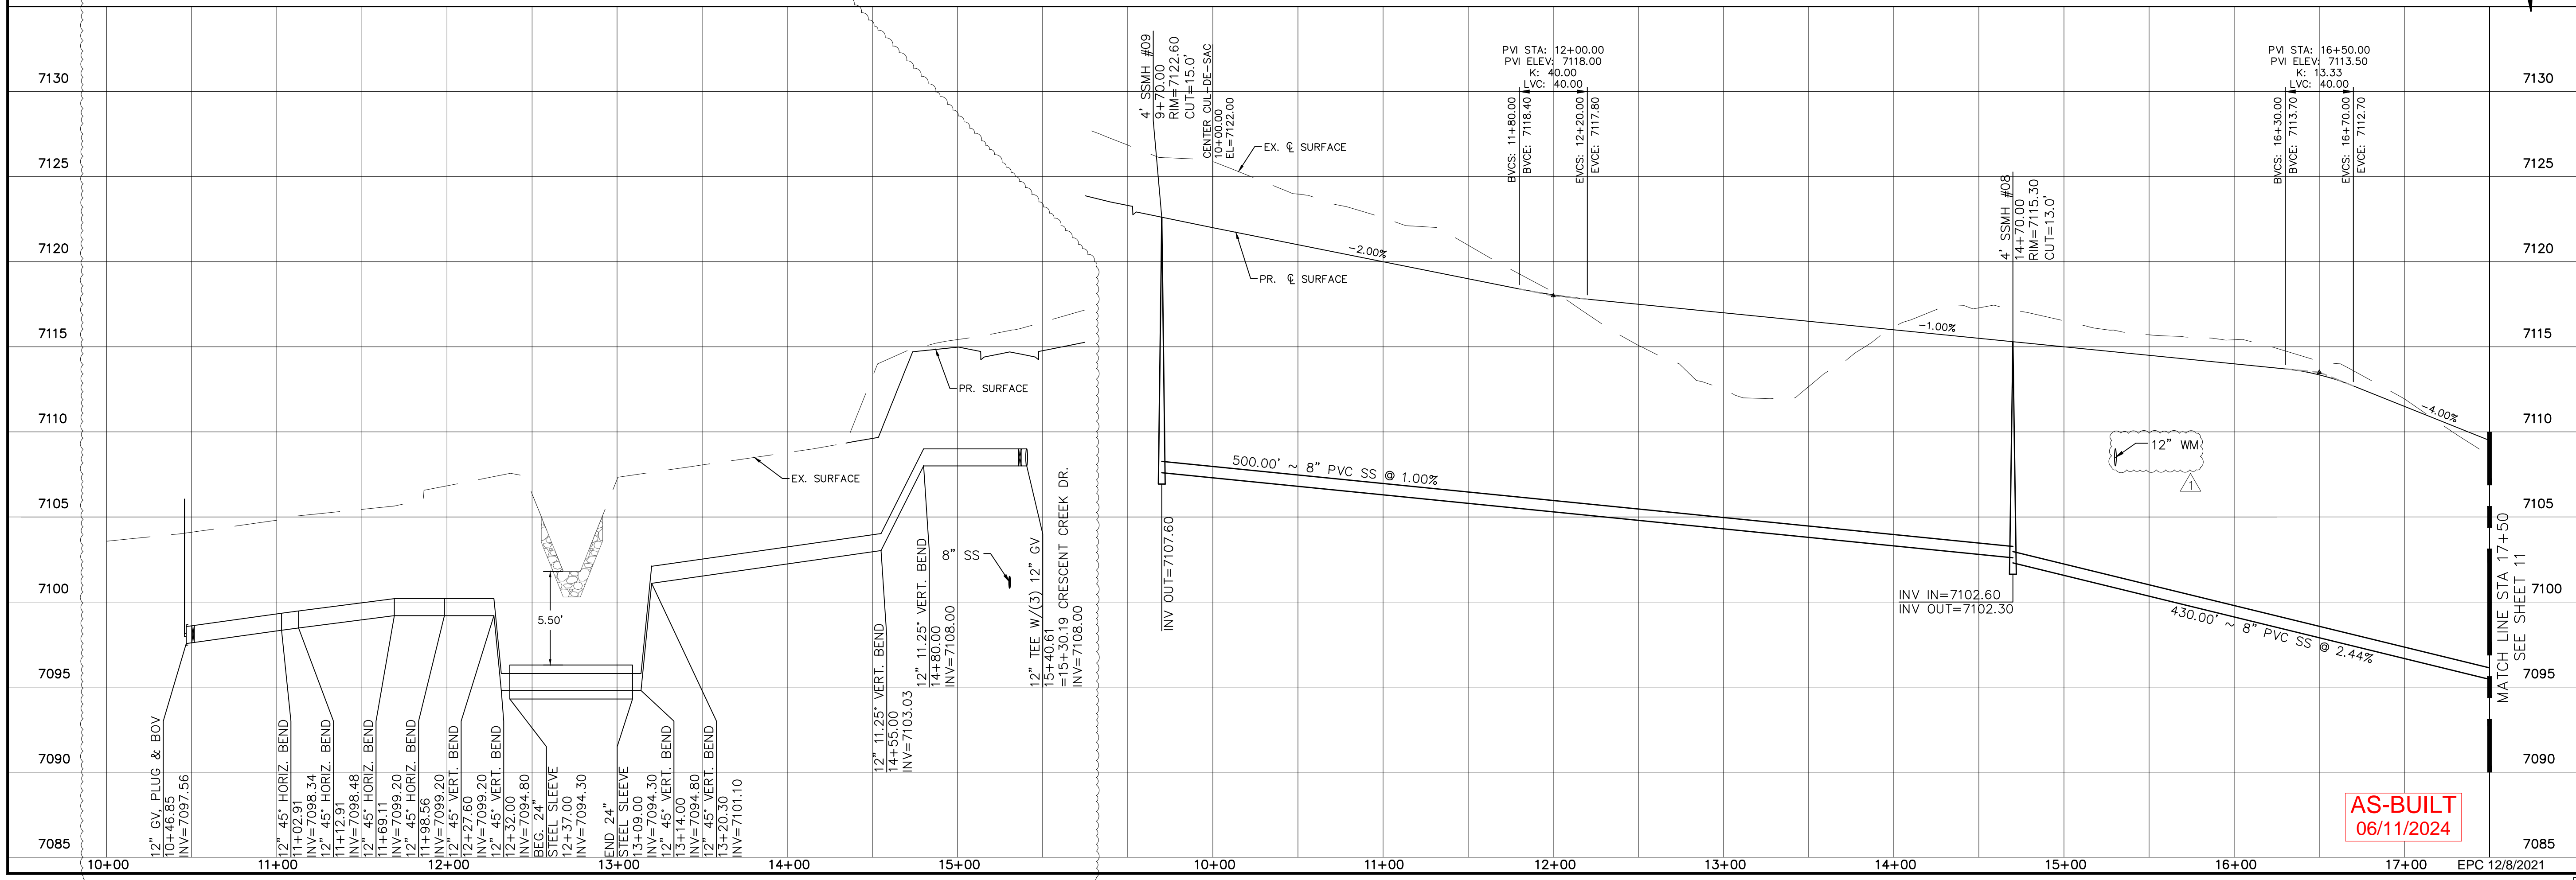 7130
7125
7120
7115
7110
7105
7100
7095
7090
7085
10+00
11+00
12+00
13+00
14+00
15+00
12" GV, PLUG & BOV
10+46.85
INV=7097.56
12" 45° HORIZ. BEND
11+02.91
INV=7098.34
12" 45° HORIZ. BEND
11+12.91
INV=7098.48
12" 45° HORIZ. BEND
11+69.11
INV=7099.20
12" 45° HORIZ. BEND
11+98.56
INV=7099.20
12" 45° VERT. BEND
12+27.60
INV=7099.20
12" 45° VERT. BEND
12+32.00
INV=7094.80
BEG. 24"
STEEL SLEEVE
12+37.00
INV=7094.30
END 24"
STEEL SLEEVE
13+09.00
INV=7094.30
12" 45° VERT. BEND
13+14.00
INV=7094.80
12" 45° VERT. BEND
13+20.30
INV=7101.10
5.50'
EX. SURFACE
PR. SURFACE
12" 11.25° VERT. BEND
14+55.00
INV=7103.03
12" 11.25° VERT. BEND
14+80.00
INV=7108.00
8" SS
12" TEE W/(3) 12" GV
15+40.61
=15+30.19 CRESCENT CREEK DR.
INV=7108.00
4' SSMH #09
9+70.00
RIM=7122.60
CUT=15.0'
CENTER CUL-DE-SAC
10+00.00
EL=7122.00
EX. ℄ SURFACE
PR. ℄ SURFACE
-2.00%
PVI STA: 12+00.00
PVI ELEV: 7118.00
K: 40.00
LVC: 40.00
BVCS: 11+80.00
BVCE: 7118.40
EVCS: 12+20.00
EVCE: 7117.80
-1.00%
4' SSMH #08
14+70.00
RIM=7115.30
CUT=13.0'
PVI STA: 16+50.00
PVI ELEV: 7113.50
K: 13.33
LVC: 40.00
BVCS: 16+30.00
BVCE: 7113.70
EVCS: 16+70.00
EVCE: 7112.70
-4.00%
12" WM
1
500.00' ~ 8" PVC SS @ 1.00%
INV OUT=7107.60
INV IN=7102.60
INV OUT=7102.30
430.00' ~ 8" PVC SS @ 2.44%
MATCH LINE STA 17+50
SEE SHEET 11
7130
7125
7120
7115
7110
7105
7100
7095
7090
7085
AS-BUILT
06/11/2024
10+00
11+00
12+00
13+00
14+00
15+00
16+00
17+00
EPC 12/8/2021